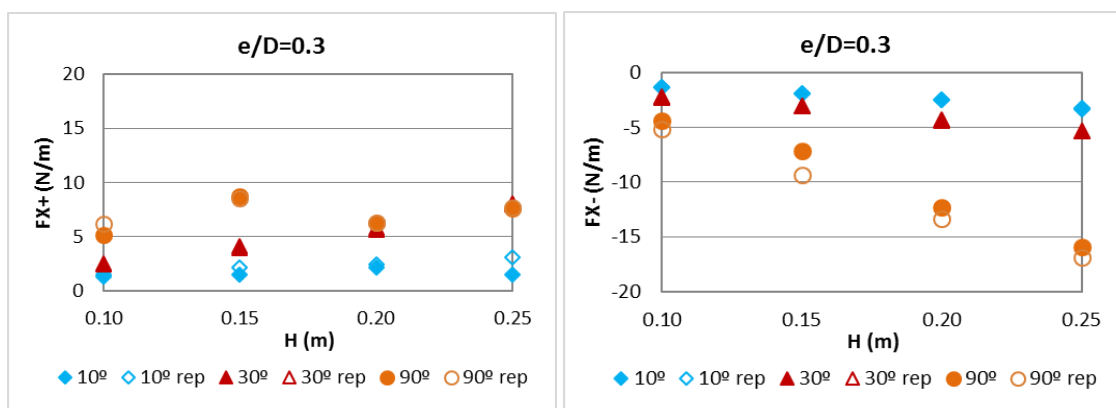 e/D=0.3
20
15
10
5
0
FX+ (N/m)
0.10 0.15 0.20 0.25
H (m)
10º 10º rep 30º 30º rep 90º 90º rep
e/D=0.3
0
-5
-10
-15
-20
FX- (N/m)
0.10 0.15 0.20 0.25
H (m)
10º 10º rep 30º 30º rep 90º 90º rep